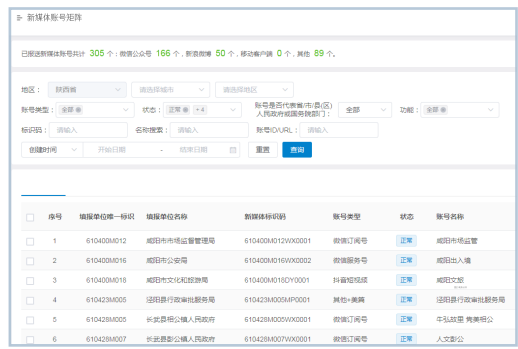 新媒体账号矩阵
已报送新媒体账号共计 305 个：微信公众号 166 个，新浪微博 50 个，移动客户端 0 个，其他 89 个。
地区： 陕西省 请选择城市 请选择地区
账号类型： 全部 状态： 正常 +4 账号是否代表省/市/县(区)人民政府或国务院部门： 全部 功能： 全部
标识码： 请输入 名称搜索： 请输入 账号ID/URL： 请输入
创建时间 开始日期 - 结束日期 重置 查询
序号 填报单位唯一标识 填报单位名称 新媒体标识码 账号类型 状态 账号名称
1 610400M012 咸阳市市场监督管理局 610400M012WX0001 微信订阅号 正常 咸阳市场监管
2 610400M016 咸阳市公安局 610400M016WX0002 微信服务号 正常 咸阳出入境
3 610400M018 咸阳市文化和旅游局 610400M018DY0001 抖音短视频 正常 咸阳文旅
4 610423M005 泾阳县行政审批服务局 610423M005MP0001 其他+美篇 正常 泾阳县行政审批服务局
5 610428M005 长武县相公镇人民政府 610428M005WX0001 微信订阅号 正常 牛弘故里 隽美相公
6 610428M007 长武县彭公镇人民政府 610428M007WX0001 微信订阅号 正常 人文彭公